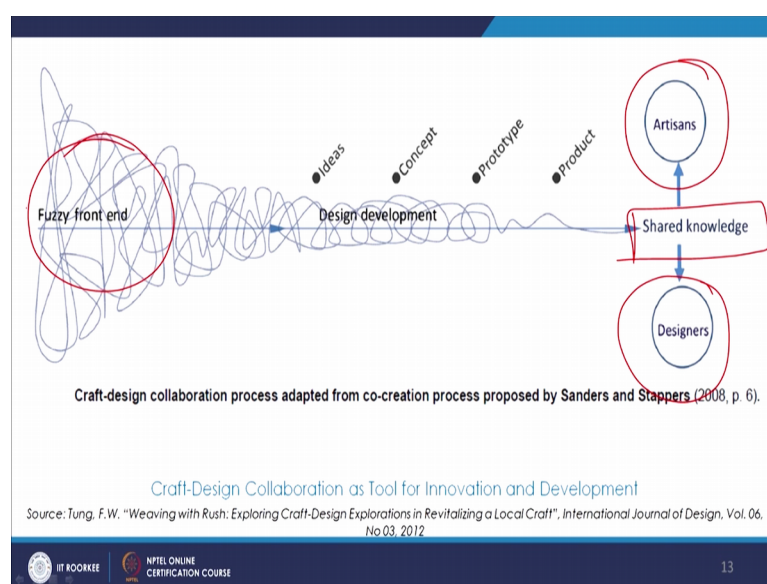 Ideas
Concept
Prototype
Product
Artisans
Fuzzy front end
Design development
Shared knowledge
Designers
Craft-design collaboration process adapted from co-creation process proposed by Sanders and Stappers (2008, p. 6).
Craft-Design Collaboration as Tool for Innovation and Development
Source: Tung, F.W. “Weaving with Rush: Exploring Craft-Design Explorations in Revitalizing a Local Craft”, International Journal of Design, Vol. 06,
No 03, 2012
IIT ROORKEE
NPTEL ONLINE
CERTIFICATION COURSE
13